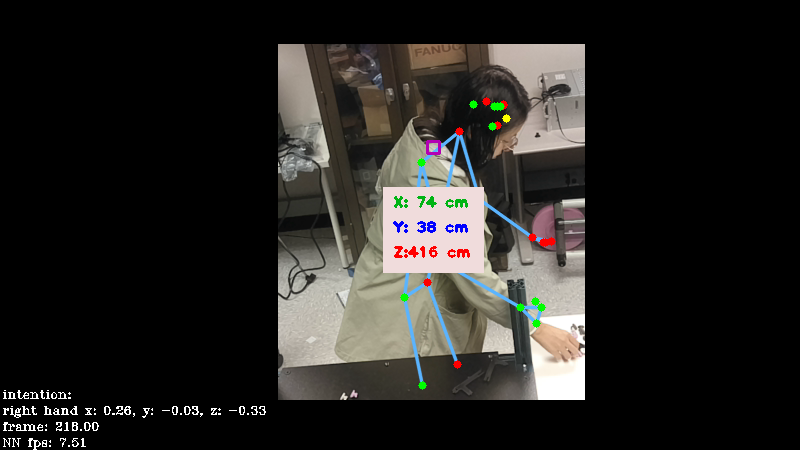 FANUC
X: 74 cm
Y: 38 cm
Z:416 cm
intention:
right hand x: 0.26, y: −0.03, z: −0.33
frame: 218.00
NN fps: 7.51